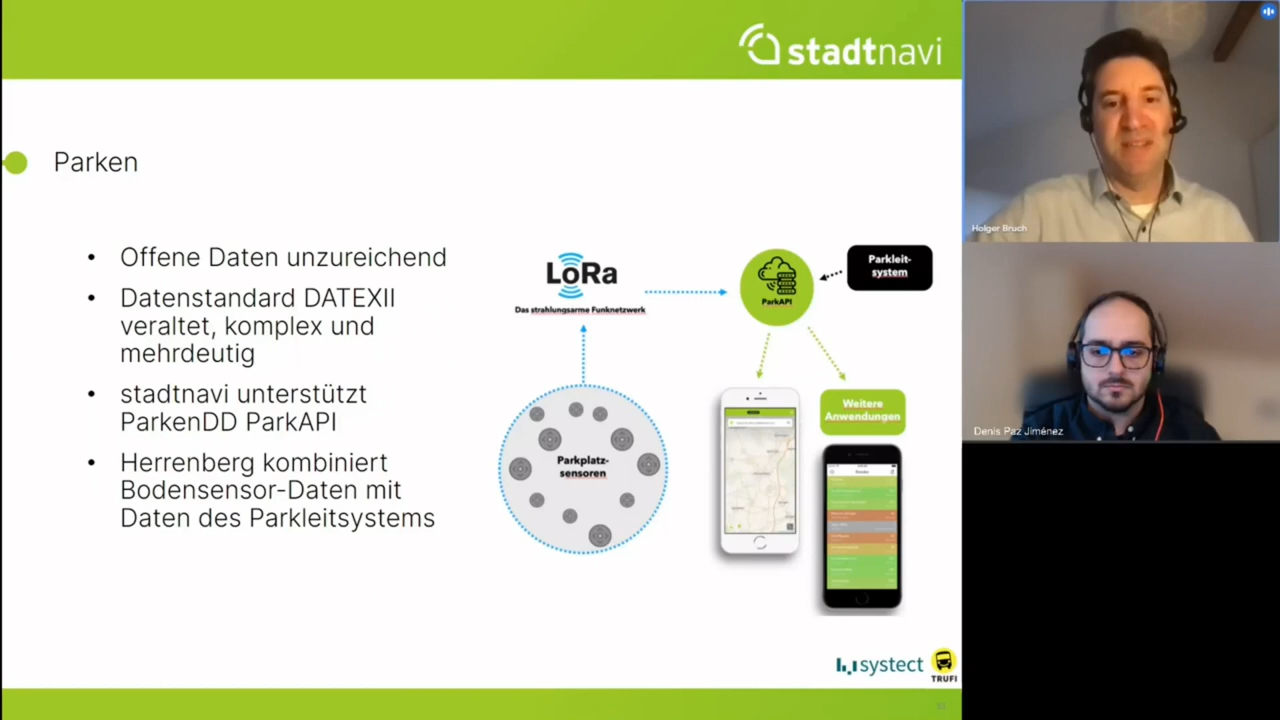 stadtnavi
Parken
• Offene Daten unzureichend
• Datenstandard DATEXII
veraltet, komplex und
mehrdeutig
• stadtnavi unterstützt
ParkenDD ParkAPI
• Herrenberg kombiniert
Bodensensor-Daten mit
Daten des Parkleitsystems
LoRa
Das strahlungsarme Funknetzwerk
Parkplatz-
sensoren
ParkAPI
Parkleit-
system
Weitere
Anwendungen
systect
TRUFI
Holger Bruch
Denis Paz Jiménez